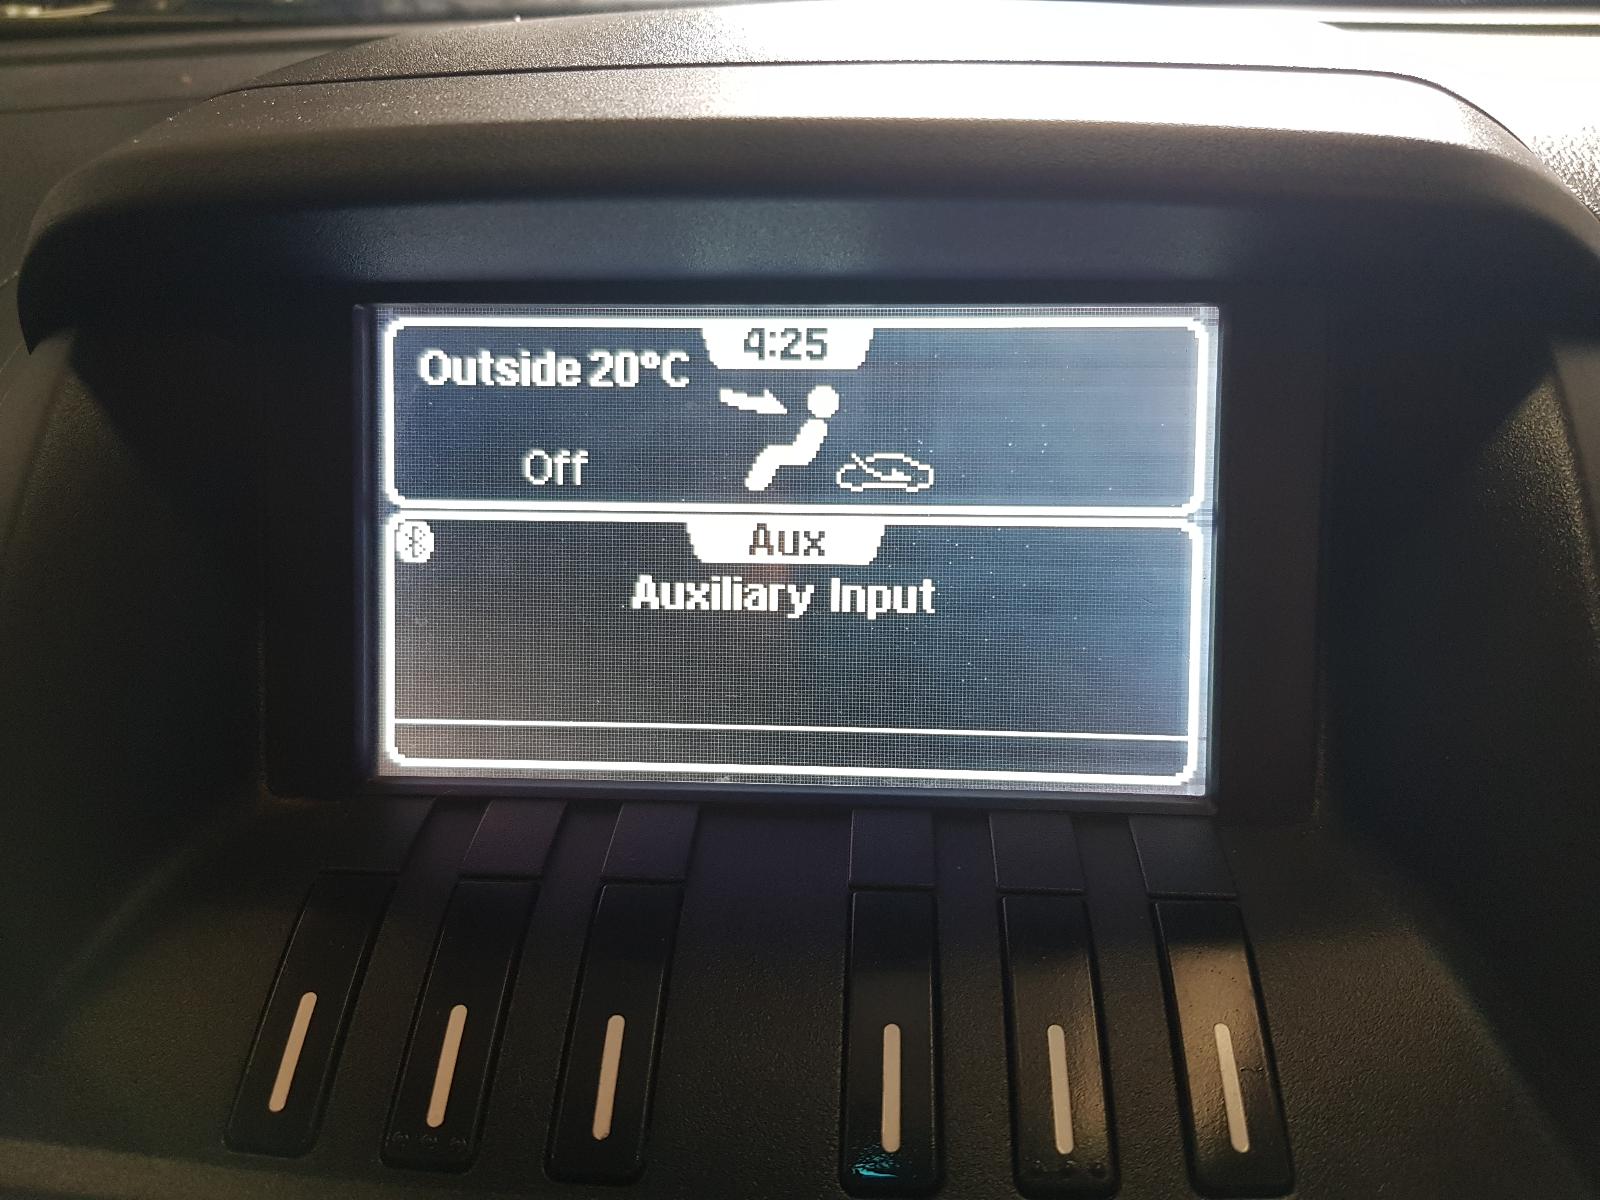 4:25
Outside 20°C
Off
Aux
Auxiliary Input